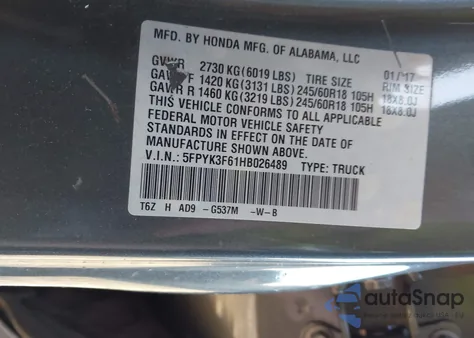 MFD. BY HONDA MFG. OF ALABAMA, LLC
GVWR 2730 KG(6019 LBS) TIRE SIZE 01/'17 RIM SIZE
GAWR F 1420 KG(3131 LBS) 245/60R18 105H 18X8.0J
GAWR R 1460 KG(3219 LBS) 245/60R18 105H 18X8.0J
THIS VEHICLE CONFORMS TO ALL APPLICABLE
FEDERAL MOTOR VEHICLE SAFETY
STANDARDS IN EFFECT ON THE DATE OF
MANUFACTURE SHOWN ABOVE.
V.I.N.: 5FPYK3F61HB026489 TYPE: TRUCK
T6Z H AD9 -G537M -W-B
autoSnap